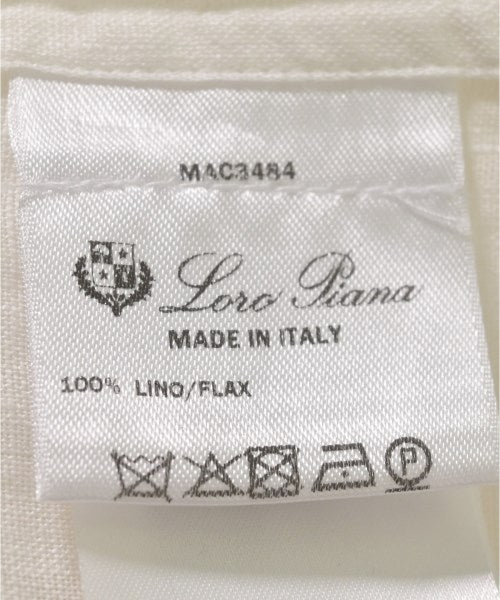 MAC3484
Loro Piana
MADE IN ITALY
100% LINO/FLAX
P